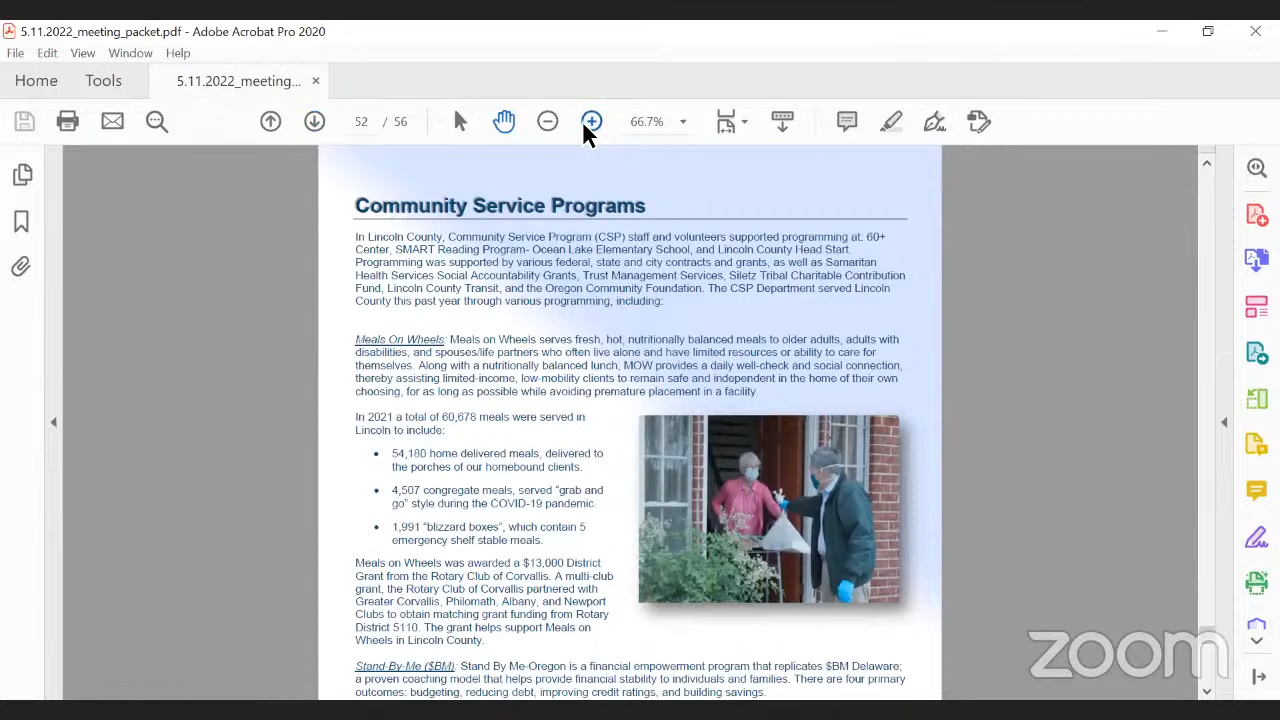 5.11.2022_meeting_packet.pdf - Adobe Acrobat Pro 2020
File Edit View Window Help
Home Tools 5.11.2022_meeting... ×
52 / 56 66.7%
Community Service Programs
In Lincoln County, Community Service Program (CSP) staff and volunteers supported programming at: 60+
Center, SMART Reading Program- Ocean Lake Elementary School, and Lincoln County Head Start.
Programming was supported by various federal, state and city contracts and grants, as well as Samaritan
Health Services Social Accountability Grants, Trust Management Services, Siletz Tribal Charitable Contribution
Fund, Lincoln County Transit, and the Oregon Community Foundation. The CSP Department served Lincoln
County this past year through various programming, including:
Meals On Wheels: Meals on Wheels serves fresh, hot, nutritionally balanced meals to older adults, adults with
disabilities, and spouses/life partners who often live alone and have limited resources or ability to care for
themselves. Along with a nutritionally balanced lunch, MOW provides a daily well-check and social connection,
thereby assisting limited-income, low-mobility clients to remain safe and independent in the home of their own
choosing, for as long as possible while avoiding premature placement in a facility.
In 2021 a total of 60,678 meals were served in
Lincoln to include:
• 54,180 home delivered meals, delivered to
the porches of our homebound clients.
• 4,507 congregate meals, served "grab and
go" style during the COVID-19 pandemic.
• 1,991 "blizzard boxes", which contain 5
emergency shelf stable meals.
Meals on Wheels was awarded a $13,000 District
Grant from the Rotary Club of Corvallis. A multi-club
grant, the Rotary Club of Corvallis partnered with
Greater Corvallis, Philomath, Albany, and Newport
Clubs to obtain matching grant funding from Rotary
District 5110. The grant helps support Meals on
Wheels in Lincoln County.
Stand-By-Me ($BM): Stand By Me-Oregon is a financial empowerment program that replicates $BM Delaware;
a proven coaching model that helps provide financial stability to individuals and families. There are four primary
outcomes: budgeting, reducing debt, improving credit ratings, and building savings.
zoom